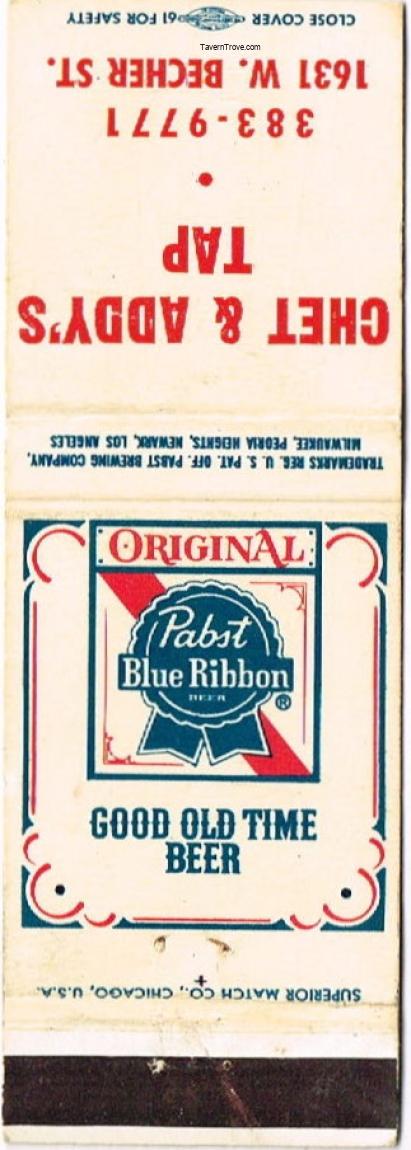 CHET & ADDY'S
TAP
383-9771
1631 W. BECHER ST.
CLOSE COVER FOR SAFETY
TavernTrove.com
TRADEMARKS REG. U. S. PAT. OFF. PABST BREWING COMPANY,
MILWAUKEE, PEORIA HEIGHTS, NEWARK, LOS ANGELES
ORIGINAL
Pabst
Blue Ribbon
BEER
®
GOOD OLD TIME
BEER
SUPERIOR MATCH CO., CHICAGO, U.S.A.